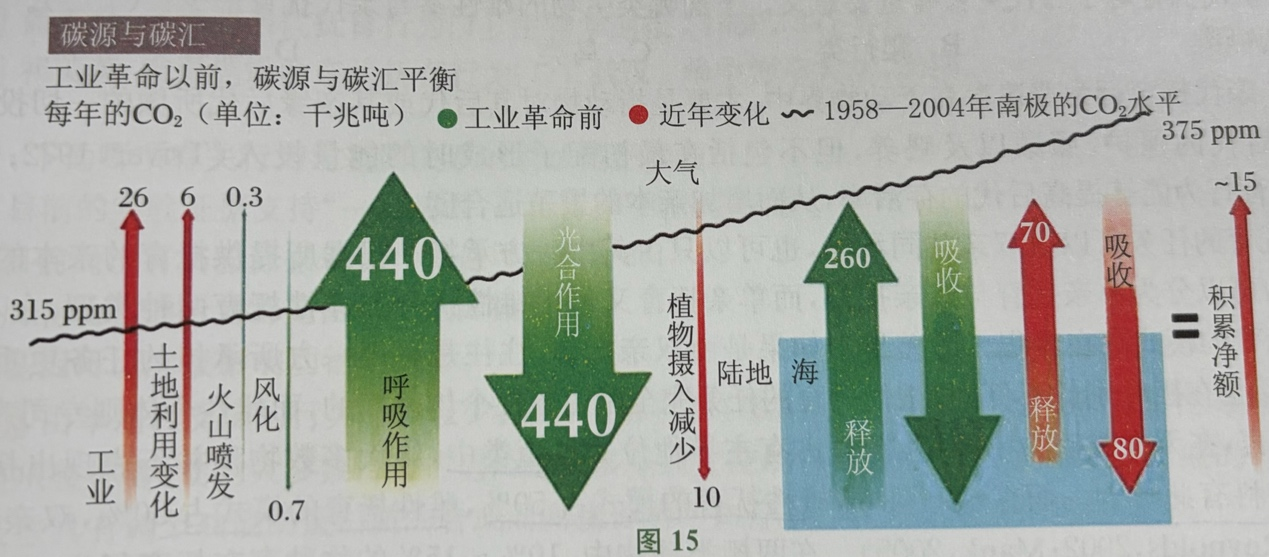 碳源与碳汇
工业革命以前，碳源与碳汇平衡
每年的CO₂（单位：千兆吨） 工业革命前 近年变化 1958—2004年南极的CO₂水平
375 ppm
大气
~15
26 6 0.3
315 ppm
工业
土地利用变化
火山喷发
风化
0.7
440
呼吸作用
光合作用
440
植物摄入减少
10
陆地 海
260
释放
吸收
70
释放
吸收
80
=
积累净额
图 15